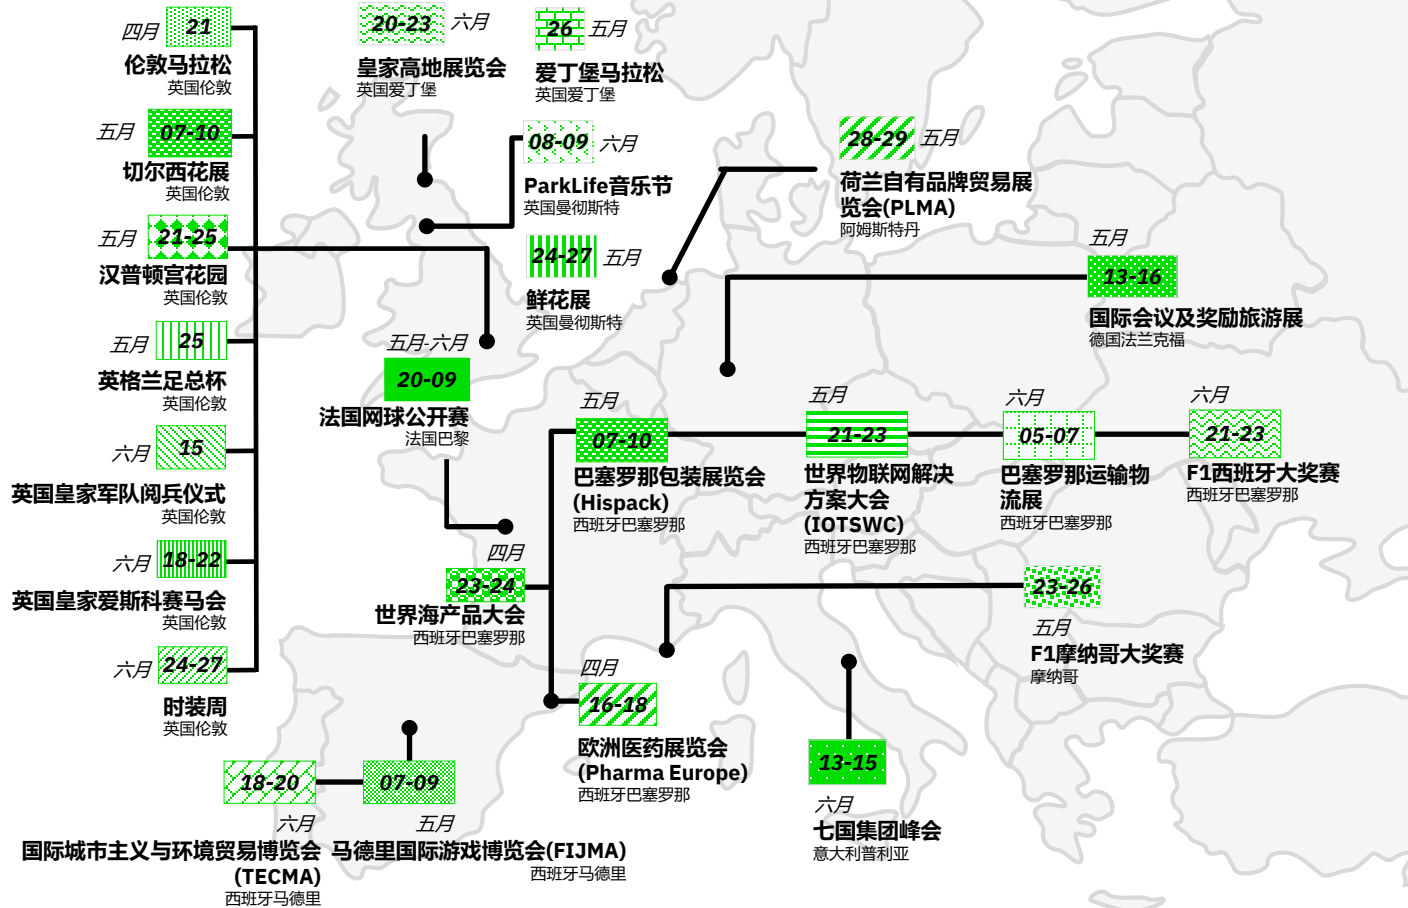 四月 21
伦敦马拉松
英国伦敦
五月 07-10
切尔西花展
英国伦敦
五月 21-25
汉普顿宫花园
英国伦敦
五月 25
英格兰足总杯
英国伦敦
六月 15
英国皇家军队阅兵仪式
英国伦敦
六月 18-22
英国皇家爱斯科赛马会
英国伦敦
六月 24-27
时装周
英国伦敦
20-23 六月
皇家高地展览会
英国爱丁堡
26 五月
爱丁堡马拉松
英国爱丁堡
08-09 六月
ParkLife音乐节
英国曼彻斯特
24-27 五月
鲜花展
英国曼彻斯特
28-29 五月
荷兰自有品牌贸易展
览会(PLMA)
阿姆斯特丹
五月
13-16
国际会议及奖励旅游展
德国法兰克福
五月-六月
20-09
法国网球公开赛
法国巴黎
五月
07-10
巴塞罗那包装展览会
(Hispack)
西班牙巴塞罗那
五月
21-23
世界物联网解决
方案大会
(IOTSWC)
西班牙巴塞罗那
六月
05-07
巴塞罗那运输物
流展
西班牙巴塞罗那
六月
21-23
F1西班牙大奖赛
西班牙巴塞罗那
四月
23-24
世界海产品大会
西班牙巴塞罗那
23-26
五月
F1摩纳哥大奖赛
摩纳哥
四月
16-18
欧洲医药展览会
(Pharma Europe)
西班牙巴塞罗那
13-15
六月
七国集团峰会
意大利普利亚
18-20
六月
国际城市主义与环境贸易博览会
(TECMA)
西班牙马德里
07-09
五月
马德里国际游戏博览会(FIJMA)
西班牙马德里